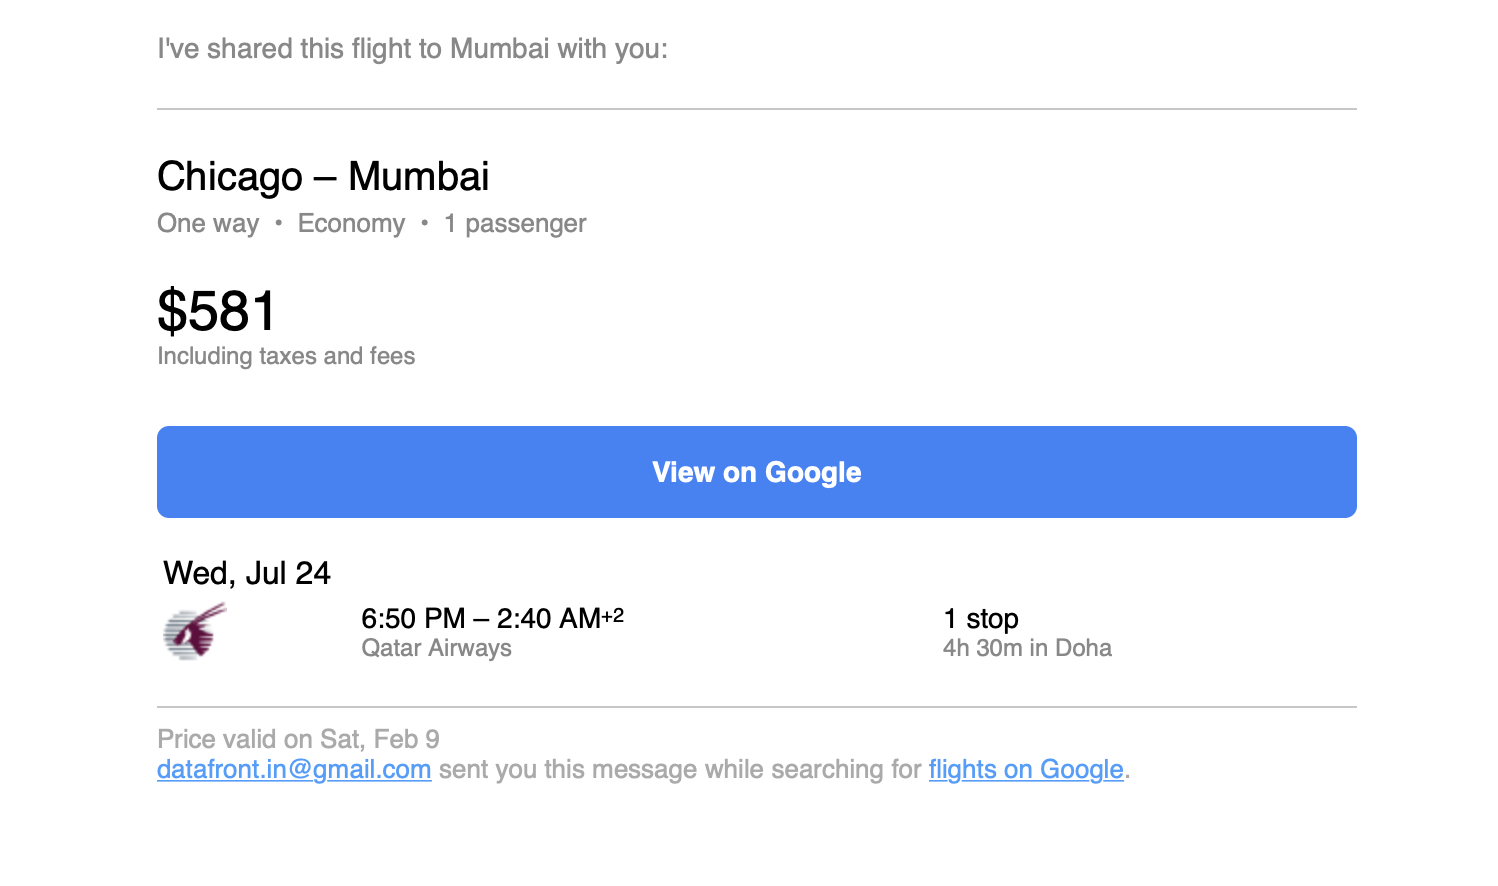 I've shared this flight to Mumbai with you:
Chicago – Mumbai
One way • Economy • 1 passenger
$581
Including taxes and fees
View on Google
Wed, Jul 24
6:50 PM – 2:40 AM+2
Qatar Airways
1 stop
4h 30m in Doha
Price valid on Sat, Feb 9
datafront.in@gmail.com sent you this message while searching for flights on Google.